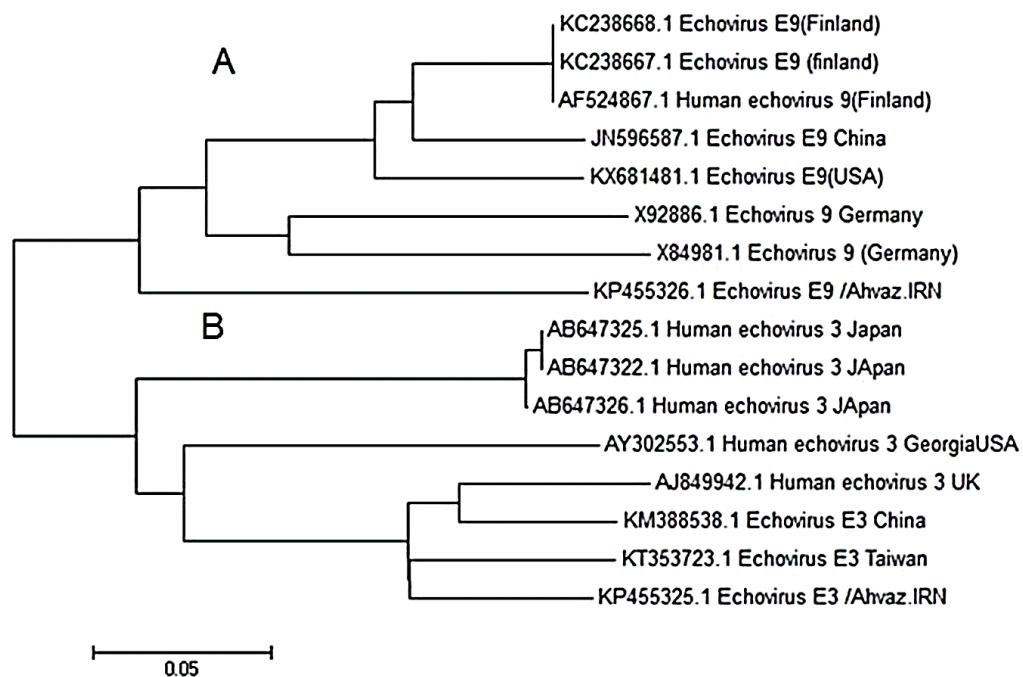 A
KC238668.1 Echovirus E9(Finland)
KC238667.1 Echovirus E9 (finland)
AF524867.1 Human echovirus 9(Finland)
JN596587.1 Echovirus E9 China
KX681481.1 Echovirus E9(USA)
X92886.1 Echovirus 9 Germany
X84981.1 Echovirus 9 (Germany)
KP455326.1 Echovirus E9 /Ahvaz.IRN
B
AB647325.1 Human echovirus 3 Japan
AB647322.1 Human echovirus 3 JApan
AB647326.1 Human echovirus 3 JApan
AY302553.1 Human echovirus 3 GeorgiaUSA
AJ849942.1 Human echovirus 3 UK
KM388538.1 Echovirus E3 China
KT353723.1 Echovirus E3 Taiwan
KP455325.1 Echovirus E3 /Ahvaz.IRN
0.05